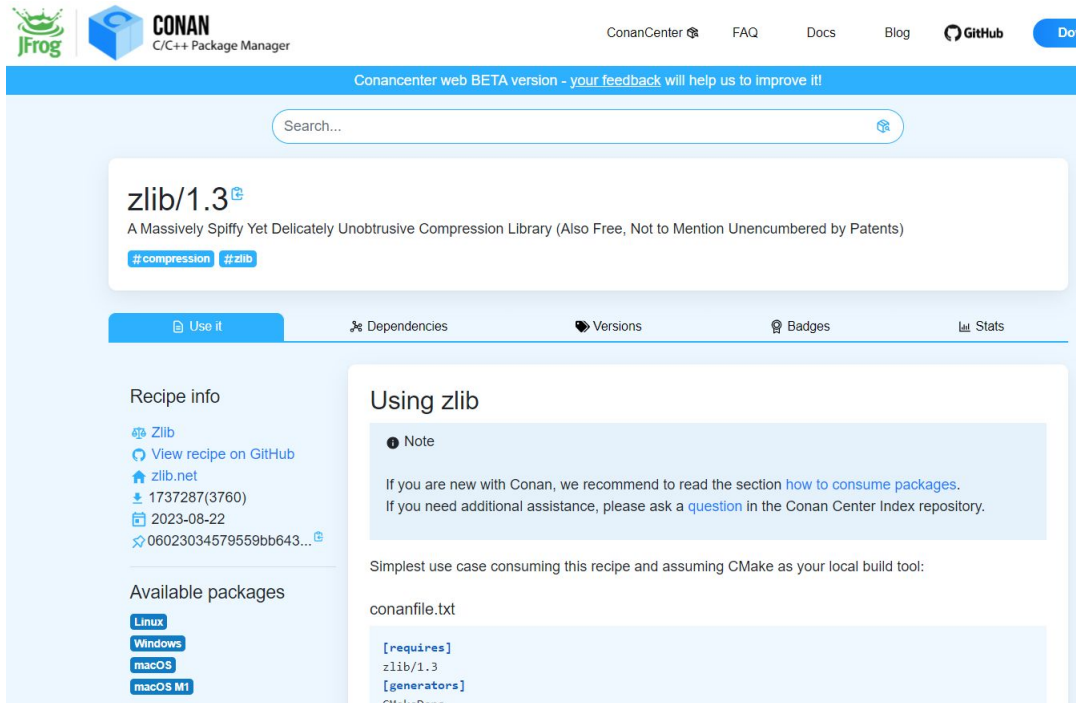 JFrog
CONAN
C/C++ Package Manager
ConanCenter
FAQ
Docs
Blog
GitHub
Conancenter web BETA version - your feedback will help us to improve it!
Search...
zlib/1.3
A Massively Spiffy Yet Delicately Unobtrusive Compression Library (Also Free, Not to Mention Unencumbered by Patents)
#compression #zlib
Use it
Dependencies
Versions
Badges
Stats
Recipe info
Zlib
View recipe on GitHub
zlib.net
1737287(3760)
2023-08-22
06023034579559bb643...
Available packages
Linux
Windows
macOS
macOS M1
Using zlib
Note
If you are new with Conan, we recommend to read the section how to consume packages.
If you need additional assistance, please ask a question in the Conan Center Index repository.
Simplest use case consuming this recipe and assuming CMake as your local build tool:
conanfile.txt
[requires]
zlib/1.3
[generators]